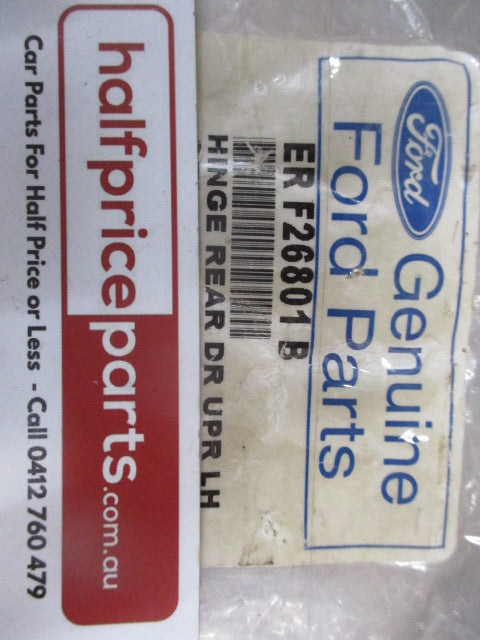 Ford
Genuine
Ford Parts
ER F26801 B
HINGE REAR DR UPR LH
halfpriceparts.com.au
Car Parts For Half Price or Less - Call 0412 760 479